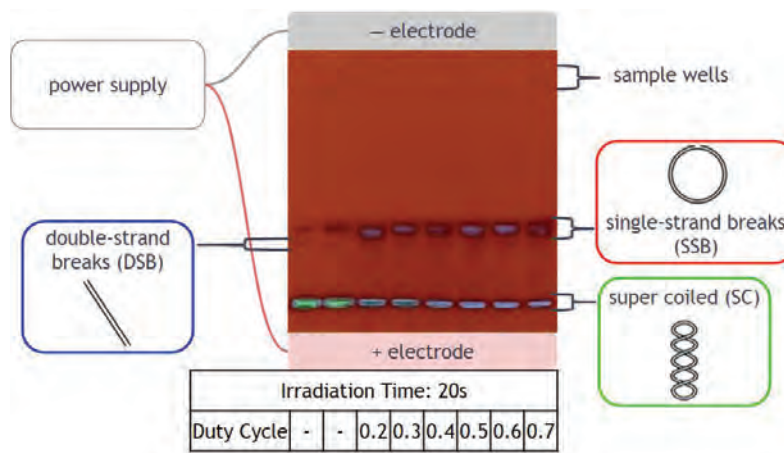 — electrode
power supply
sample wells
double-strand
breaks (DSB)
single-strand breaks
(SSB)
super coiled (SC)
+ electrode
Irradiation Time: 20s
Duty Cycle - - 0.2 0.3 0.4 0.5 0.6 0.7